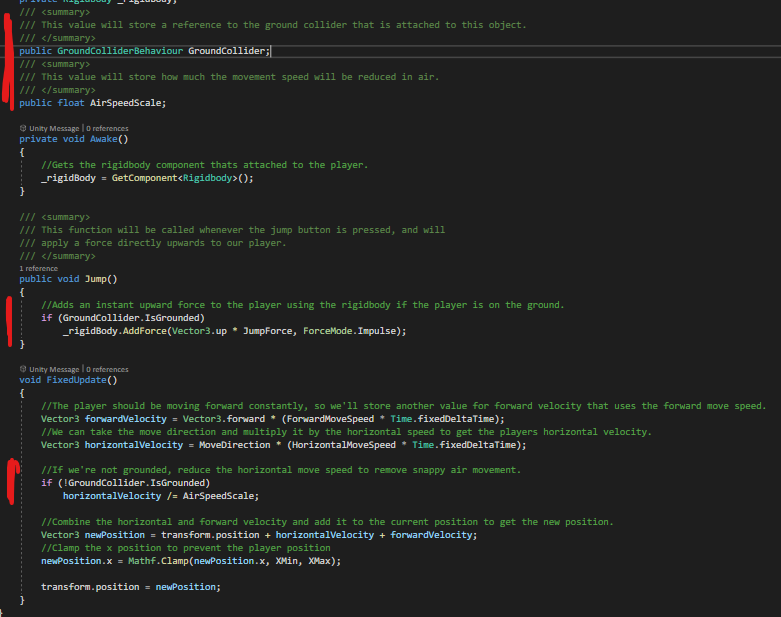 private Rigidbody _rigidBody;
/// <summary>
/// This value will store a reference to the ground collider that is attached to this object.
/// </summary>
public GroundColliderBehaviour GroundCollider;
/// <summary>
/// This value will store how much the movement speed will be reduced in air.
/// </summary>
public float AirSpeedScale;
Unity Message | 0 references
private void Awake()
{
//Gets the rigidbody component thats attached to the player.
_rigidBody = GetComponent<Rigidbody>();
}
/// <summary>
/// This function will be called whenever the jump button is pressed, and will
/// apply a force directly upwards to our player.
/// </summary>
1 reference
public void Jump()
{
//Adds an instant upward force to the player using the rigidbody if the player is on the ground.
if (GroundCollider.IsGrounded)
_rigidBody.AddForce(Vector3.up * JumpForce, ForceMode.Impulse);
}
Unity Message | 0 references
void FixedUpdate()
{
//The player should be moving forward constantly, so we'll store another value for forward velocity that uses the forward move speed.
Vector3 forwardVelocity = Vector3.forward * (ForwardMoveSpeed * Time.fixedDeltaTime);
//We can take the move direction and multiply it by the horizontal speed to get the players horizontal velocity.
Vector3 horizontalVelocity = MoveDirection * (HorizontalMoveSpeed * Time.fixedDeltaTime);
//If we're not grounded, reduce the horizontal move speed to remove snappy air movement.
if (!GroundCollider.IsGrounded)
horizontalVelocity /= AirSpeedScale;
//Combine the horizontal and forward velocity and add it to the current position to get the new position.
Vector3 newPosition = transform.position + horizontalVelocity + forwardVelocity;
//Clamp the x position to prevent the player position
newPosition.x = Mathf.Clamp(newPosition.x, XMin, XMax);
transform.position = newPosition;
}
}